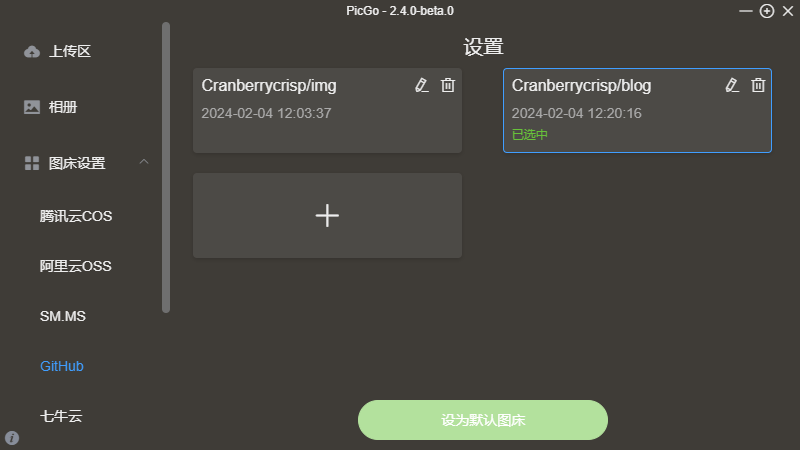 PicGo - 2.4.0-beta.0
上传区
相册
图床设置
腾讯云COS
阿里云OSS
SM.MS
GitHub
七牛云
设置
Cranberrycrisp/img
2024-02-04 12:03:37
Cranberrycrisp/blog
2024-02-04 12:20:16
已选中
设为默认图床